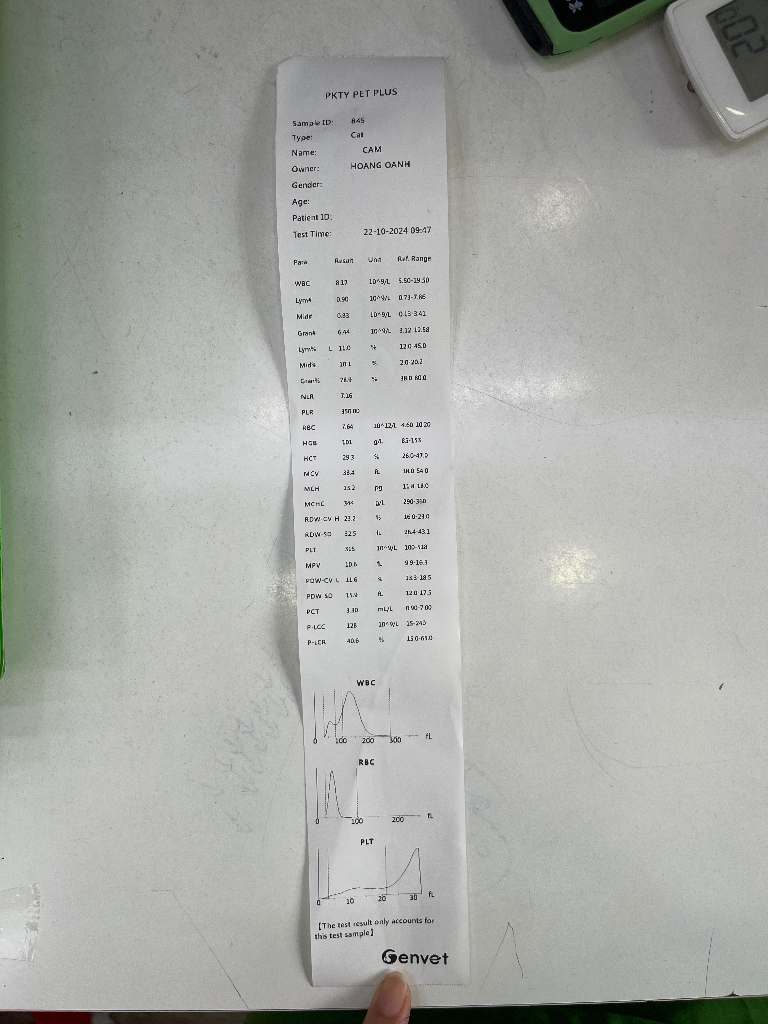 PKTY PET PLUS
Sample ID: 845
Type: Cat
Name: CAM
Owner: HOANG OANH
Gender:
Age:
Patient ID:
Test Time: 22-10-2024 09:47
Para Result Unit Ref. Range
WBC 8.17 10^9/L 5.50-19.50
Lym# 0.90 10^9/L 0.73-7.86
Mid# 0.83 10^9/L 0.13-3.41
Gran# 6.44 10^9/L 3.12-12.58
Lym% L 11.0 % 12.0-45.0
Mid% 10.1 % 2.0-20.2
Gran% 78.9 % 38.0-80.0
NLR 7.16
PLR 350.00
RBC 7.64 10^12/L 4.60-10.20
HGB 101 g/L 85-153
HCT 29.3 % 26.0-47.0
MCV 38.4 fL 38.0-54.0
MCH 13.2 pg 11.8-18.0
MCHC 344 g/L 290-360
RDW-CV H 23.2 % 16.0-23.0
RDW-SD 32.5 fL 26.4-43.1
PLT 315 10^9/L 100-518
MPV 10.6 fL 9.9-16.3
PDW-CV L 11.6 %
PDW-SD 15.9 fL 12.0-17.5
PCT 3.30 mL/L 0.90-7.00
P-LCC 128 10^9/L 15-240
P-LCR 40.6 % 15.0-65.0
WBC
0 100 200 300 fL
RBC
0 100 200 fL
PLT
0 10 20 30 fL
【The test result only accounts for
this test sample】
Genvet